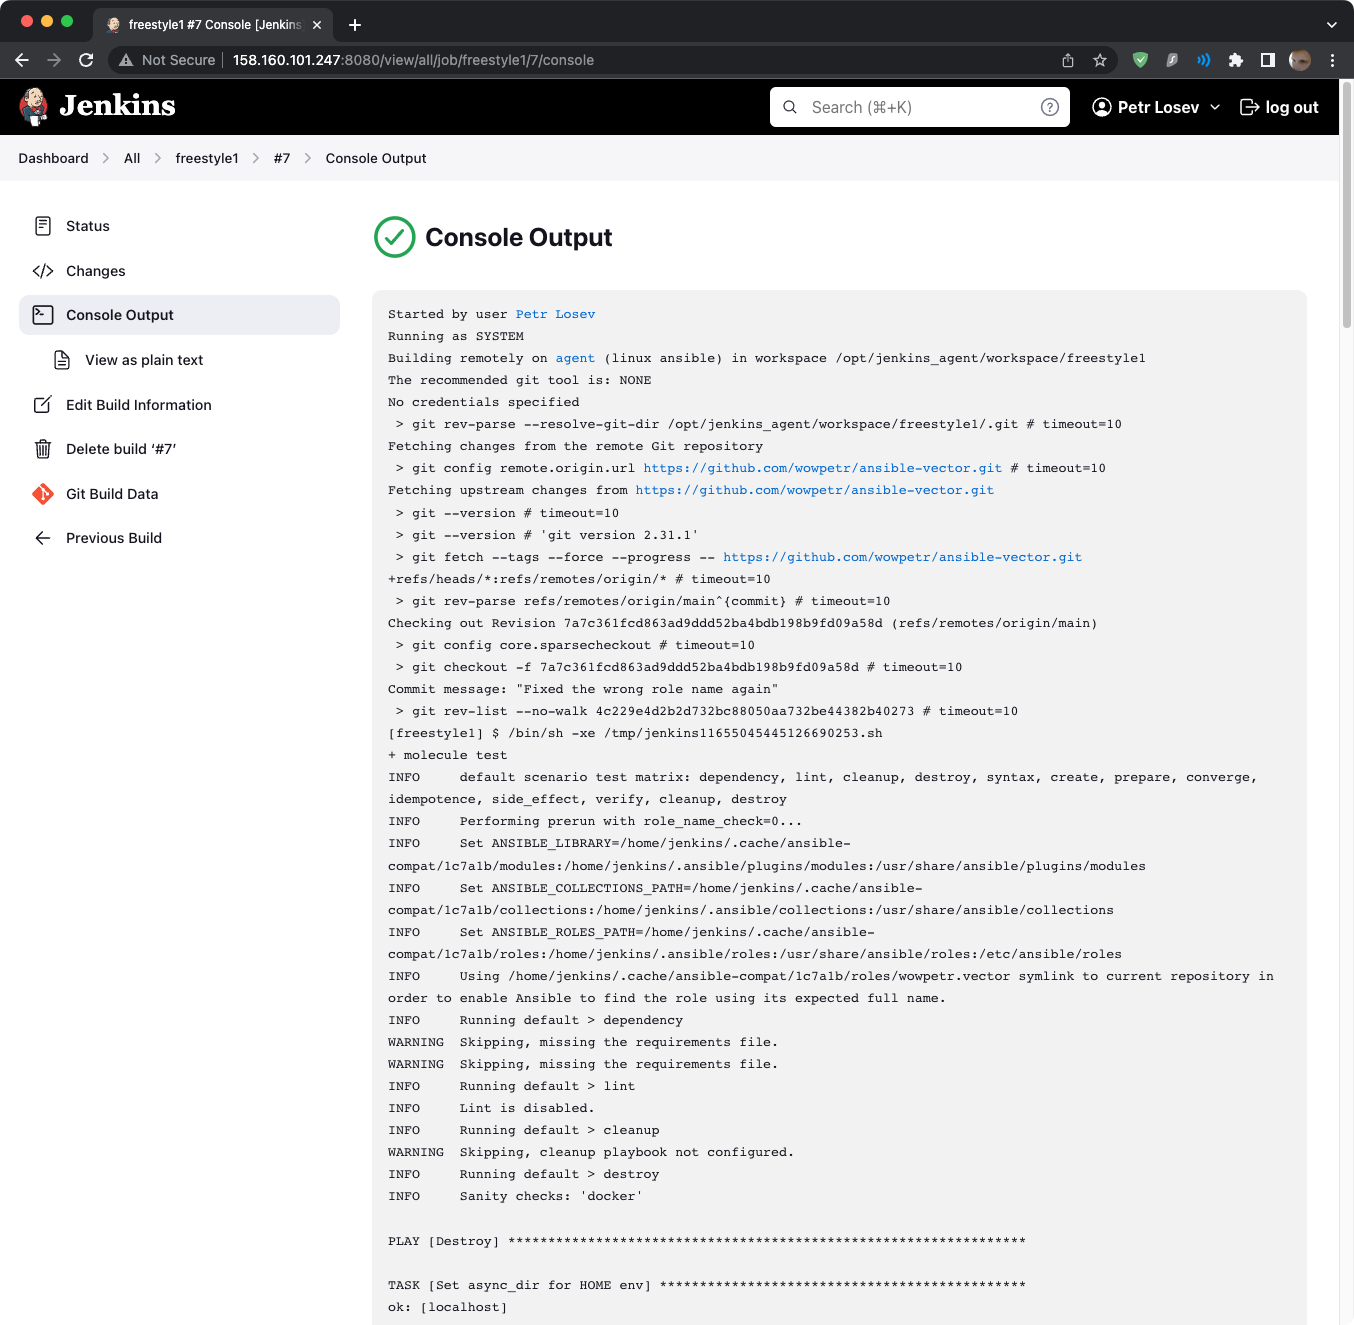 freestyle1 #7 Console [Jenkins
Not Secure
158.160.101.247:8080/view/all/job/freestyle1/7/console
Jenkins
Search (⌘+K)
Petr Losev
log out
Dashboard
All
freestyle1
#7
Console Output
Status
Changes
Console Output
View as plain text
Edit Build Information
Delete build ‘#7’
Git Build Data
Previous Build
Console Output
Started by user Petr Losev
Running as SYSTEM
Building remotely on agent (linux ansible) in workspace /opt/jenkins_agent/workspace/freestyle1
The recommended git tool is: NONE
No credentials specified
 > git rev-parse --resolve-git-dir /opt/jenkins_agent/workspace/freestyle1/.git # timeout=10
Fetching changes from the remote Git repository
 > git config remote.origin.url https://github.com/wowpetr/ansible-vector.git # timeout=10
Fetching upstream changes from https://github.com/wowpetr/ansible-vector.git
 > git --version # timeout=10
 > git --version # 'git version 2.31.1'
 > git fetch --tags --force --progress -- https://github.com/wowpetr/ansible-vector.git
+refs/heads/*:refs/remotes/origin/* # timeout=10
 > git rev-parse refs/remotes/origin/main^{commit} # timeout=10
Checking out Revision 7a7c361fcd863ad9ddd52ba4bdb198b9fd09a58d (refs/remotes/origin/main)
 > git config core.sparsecheckout # timeout=10
 > git checkout -f 7a7c361fcd863ad9ddd52ba4bdb198b9fd09a58d # timeout=10
Commit message: "Fixed the wrong role name again"
 > git rev-list --no-walk 4c229e4d2b2d732bc88050aa732be44382b40273 # timeout=10
[freestyle1] $ /bin/sh -xe /tmp/jenkins11655045445126690253.sh
+ molecule test
INFO     default scenario test matrix: dependency, lint, cleanup, destroy, syntax, create, prepare, converge,
idempotence, side_effect, verify, cleanup, destroy
INFO     Performing prerun with role_name_check=0...
INFO     Set ANSIBLE_LIBRARY=/home/jenkins/.cache/ansible-
compat/1c7a1b/modules:/home/jenkins/.ansible/plugins/modules:/usr/share/ansible/plugins/modules
INFO     Set ANSIBLE_COLLECTIONS_PATH=/home/jenkins/.cache/ansible-
compat/1c7a1b/collections:/home/jenkins/.ansible/collections:/usr/share/ansible/collections
INFO     Set ANSIBLE_ROLES_PATH=/home/jenkins/.cache/ansible-
compat/1c7a1b/roles:/home/jenkins/.ansible/roles:/usr/share/ansible/roles:/etc/ansible/roles
INFO     Using /home/jenkins/.cache/ansible-compat/1c7a1b/roles/wowpetr.vector symlink to current repository in
order to enable Ansible to find the role using its expected full name.
INFO     Running default > dependency
WARNING  Skipping, missing the requirements file.
WARNING  Skipping, missing the requirements file.
INFO     Running default > lint
INFO     Lint is disabled.
INFO     Running default > cleanup
WARNING  Skipping, cleanup playbook not configured.
INFO     Running default > destroy
INFO     Sanity checks: 'docker'
PLAY [Destroy] *****************************************************************
TASK [Set async_dir for HOME env] **********************************************
ok: [localhost]